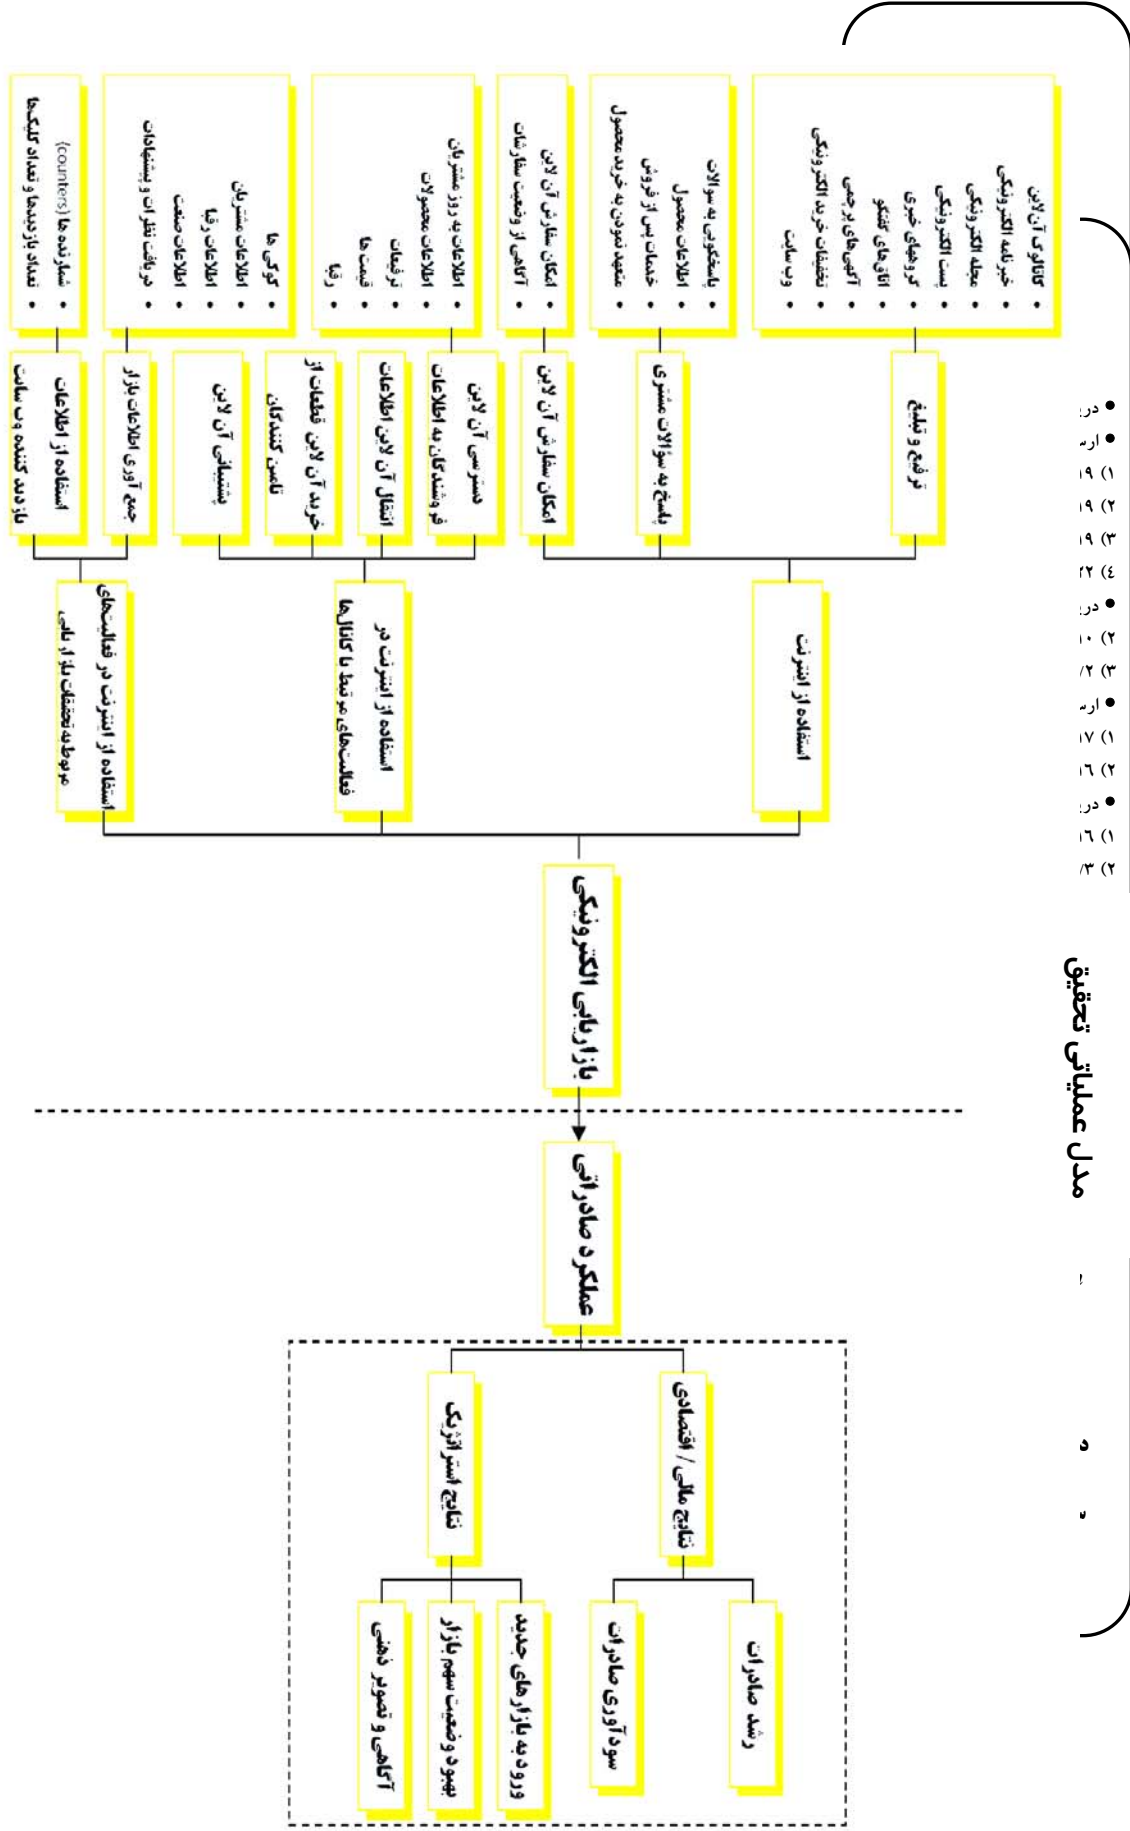 مدل عملیاتی تحقیق
• کاتالوگ آن لاین
• خبرنامه الکترونیکی
• مجله الکترونیکی
• پست الکترونیکی
• گروههای خبری
• اتاق‌های گفتگو
• آگهی‌های پرچمی
• تخفیفات خرید الکترونیکی
• وب سایت
• پاسخگویی به سوالات
• اطلاعات محصول
• خدمات پس از فروش
• متعهد نمودن به خرید محصول
• امکان سفارش آن لاین
• آگاهی از وضعیت سفارشات
• اطلاعات به روز مشتریان
• اطلاعات محصولات
• ترفیعات
• قیمت ها
• رقبا
• کوکی ها
• اطلاعات مشتریان
• اطلاعات رقبا
• اطلاعات صنعت
• دریافت نظرات و پیشنهادات
• شمارنده ها (counters)
• تعداد بازدیدها و تعداد کلیک‌ها
ترفیع و تبلیغ
پاسخ به سؤالات مشتری
امکان سفارش آن لاین
دسترسی آن لاین
فروشندگان به اطلاعات
انتقال آن لاین اطلاعات
خرید آن لاین قطعات از
تامین کنندگان
پشتیبانی آن لاین
جمع آوری اطلاعات بازار
استفاده از اطلاعات
بازدید کننده وب سایت
استفاده از اینترنت
استفاده از اینترنت در
فعالیت‌های مرتبط با کانال‌ها
استفاده از اینترنت در فعالیت‌های
مربوط به تحقیقات بازاریابی
بازاریابی الکترونیکی
عملکرد صادراتی
نتایج مالی / اقتصادی
نتایج استراتژیک
رشد صادرات
سودآوری صادرات
ورود به بازارهای جدید
بهبود وضعیت سهم بازار
آگاهی و تصویر ذهنی